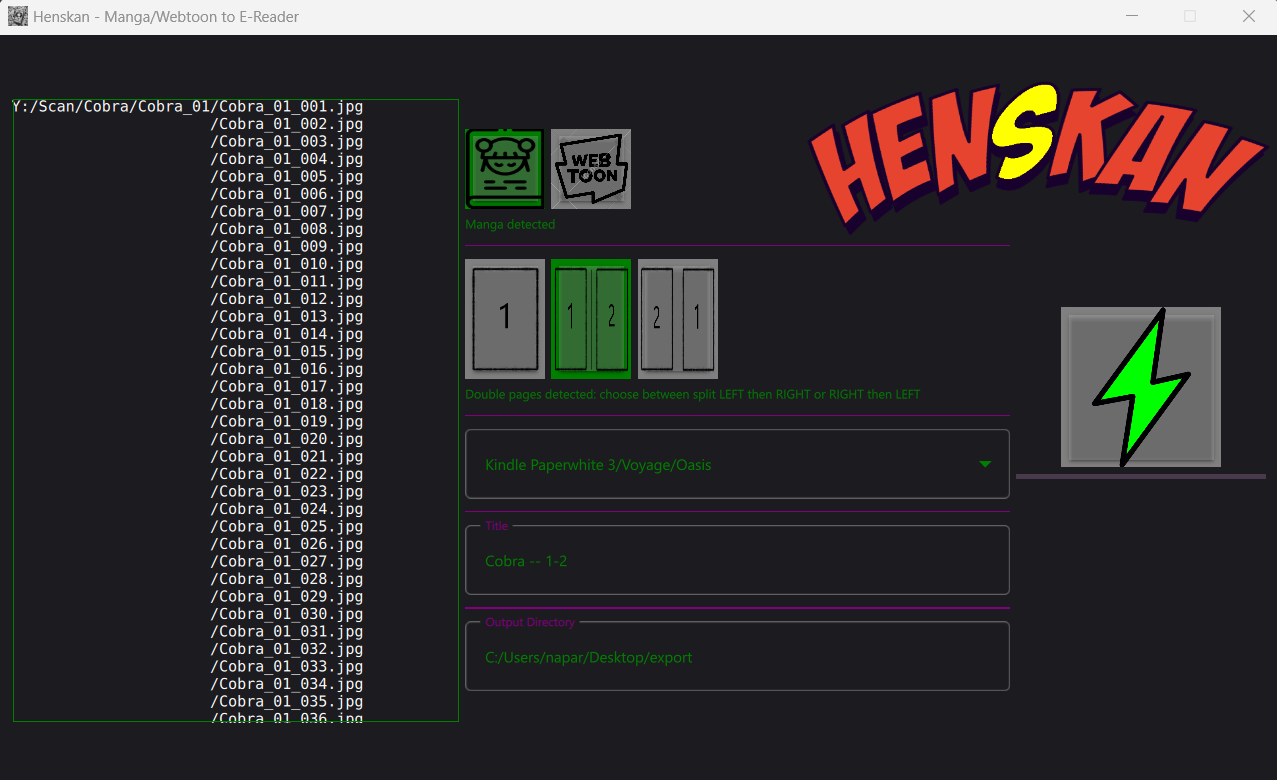 Henskan - Manga/Webtoon to E-Reader
Y:/Scan/Cobra/Cobra_01/Cobra_01_001.jpg
/Cobra_01_002.jpg
/Cobra_01_003.jpg
/Cobra_01_004.jpg
/Cobra_01_005.jpg
/Cobra_01_006.jpg
/Cobra_01_007.jpg
/Cobra_01_008.jpg
/Cobra_01_009.jpg
/Cobra_01_010.jpg
/Cobra_01_011.jpg
/Cobra_01_012.jpg
/Cobra_01_013.jpg
/Cobra_01_014.jpg
/Cobra_01_015.jpg
/Cobra_01_016.jpg
/Cobra_01_017.jpg
/Cobra_01_018.jpg
/Cobra_01_019.jpg
/Cobra_01_020.jpg
/Cobra_01_021.jpg
/Cobra_01_022.jpg
/Cobra_01_023.jpg
/Cobra_01_024.jpg
/Cobra_01_025.jpg
/Cobra_01_026.jpg
/Cobra_01_027.jpg
/Cobra_01_028.jpg
/Cobra_01_029.jpg
/Cobra_01_030.jpg
/Cobra_01_031.jpg
/Cobra_01_032.jpg
/Cobra_01_033.jpg
/Cobra_01_034.jpg
/Cobra_01_035.jpg
/Cobra_01_036.jpg
WEB
TOON
Manga detected
1
1 2
2 1
Double pages detected: choose between split LEFT then RIGHT or RIGHT then LEFT
Kindle Paperwhite 3/Voyage/Oasis
Title
Cobra -- 1-2
Output Directory
C:/Users/napar/Desktop/export
HENSKAN